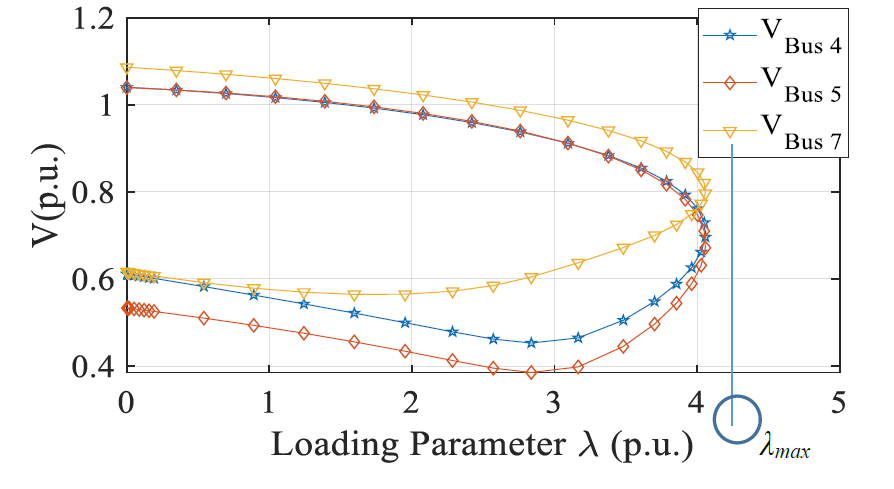 1.2
1
0.8
0.6
0.4
V(p.u.)
0 1 2 3 4 5
Loading Parameter λ (p.u.)
λmax
V Bus 4
V Bus 5
V Bus 7